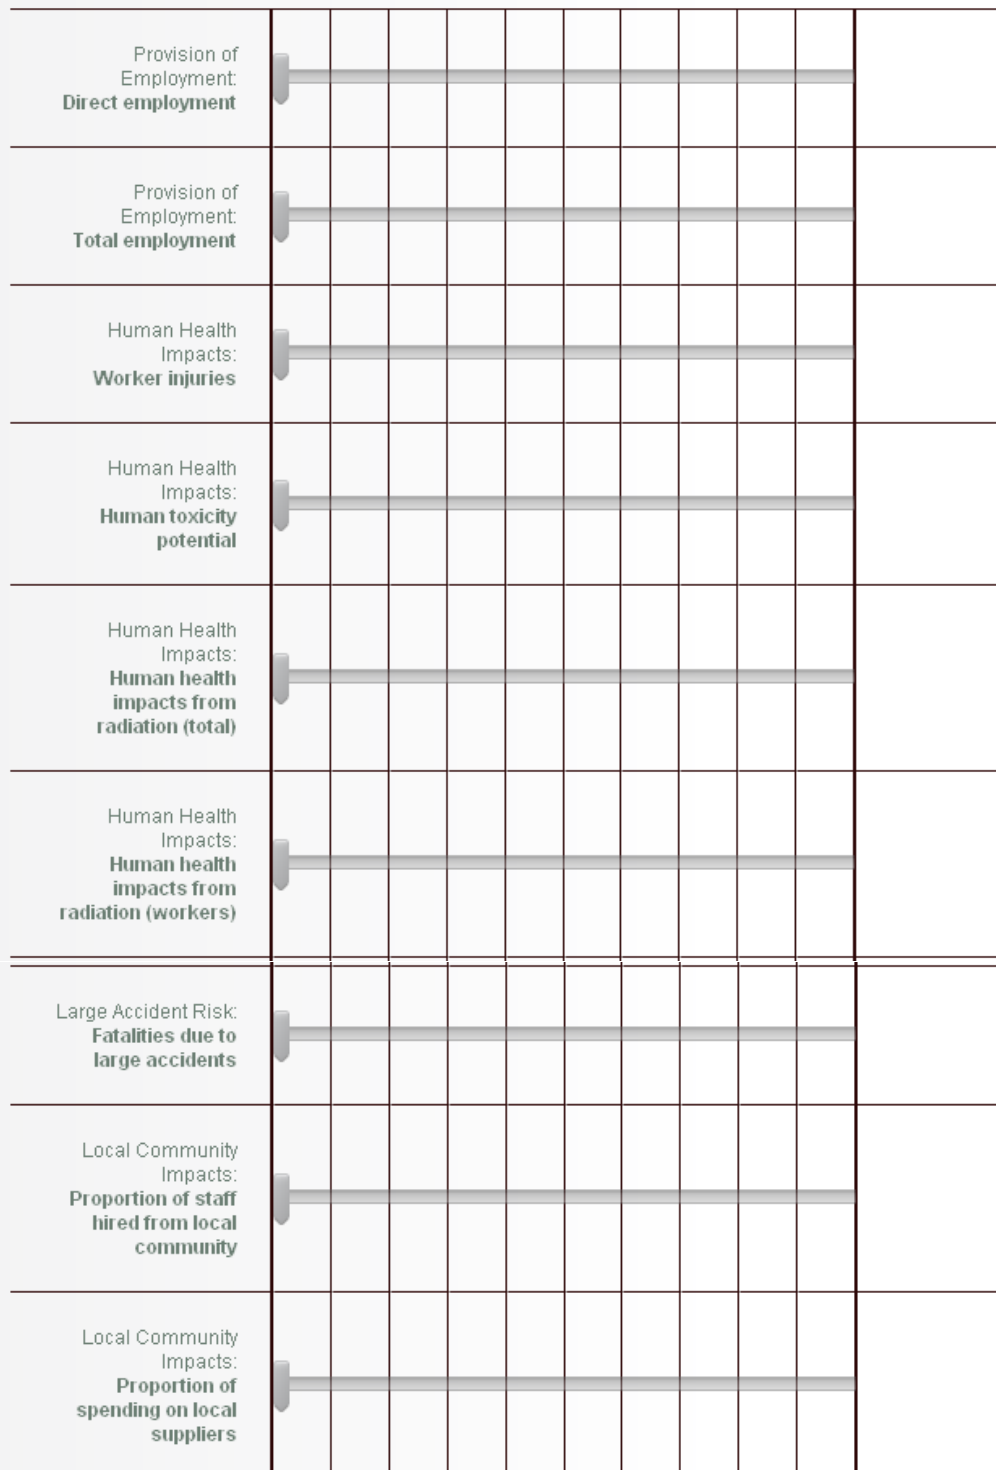 Provision of
Employment:
Direct employment
Provision of
Employment:
Total employment
Human Health
Impacts:
Worker injuries
Human Health
Impacts:
Human toxicity
potential
Human Health
Impacts:
Human health
impacts from
radiation (total)
Human Health
Impacts:
Human health
impacts from
radiation (workers)
Large Accident Risk:
Fatalities due to
large accidents
Local Community
Impacts:
Proportion of staff
hired from local
community
Local Community
Impacts:
Proportion of
spending on local
suppliers